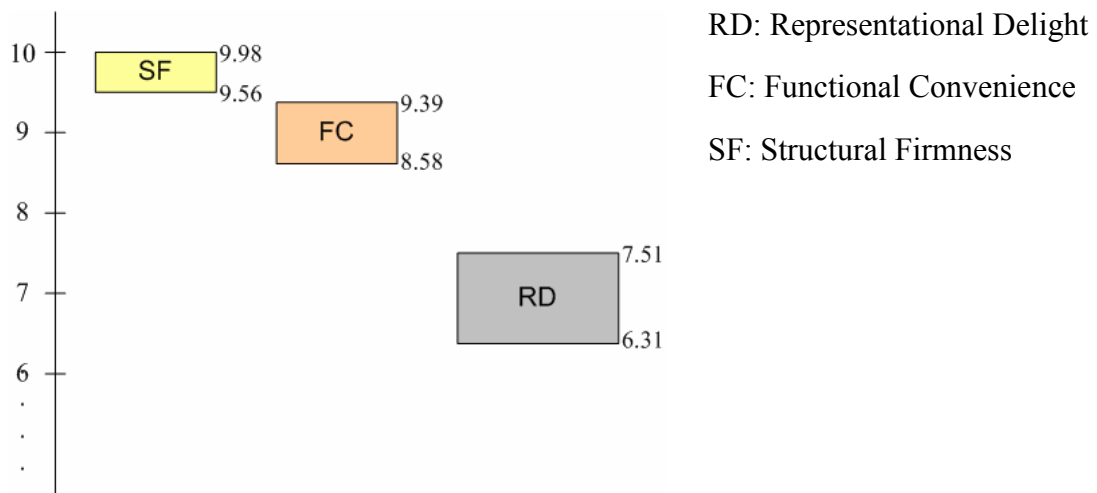 RD: Representational Delight
FC: Functional Convenience
SF: Structural Firmness
10
9
8
7
6
.
.
.
SF
9.98
9.56
FC
9.39
8.58
RD
7.51
6.31